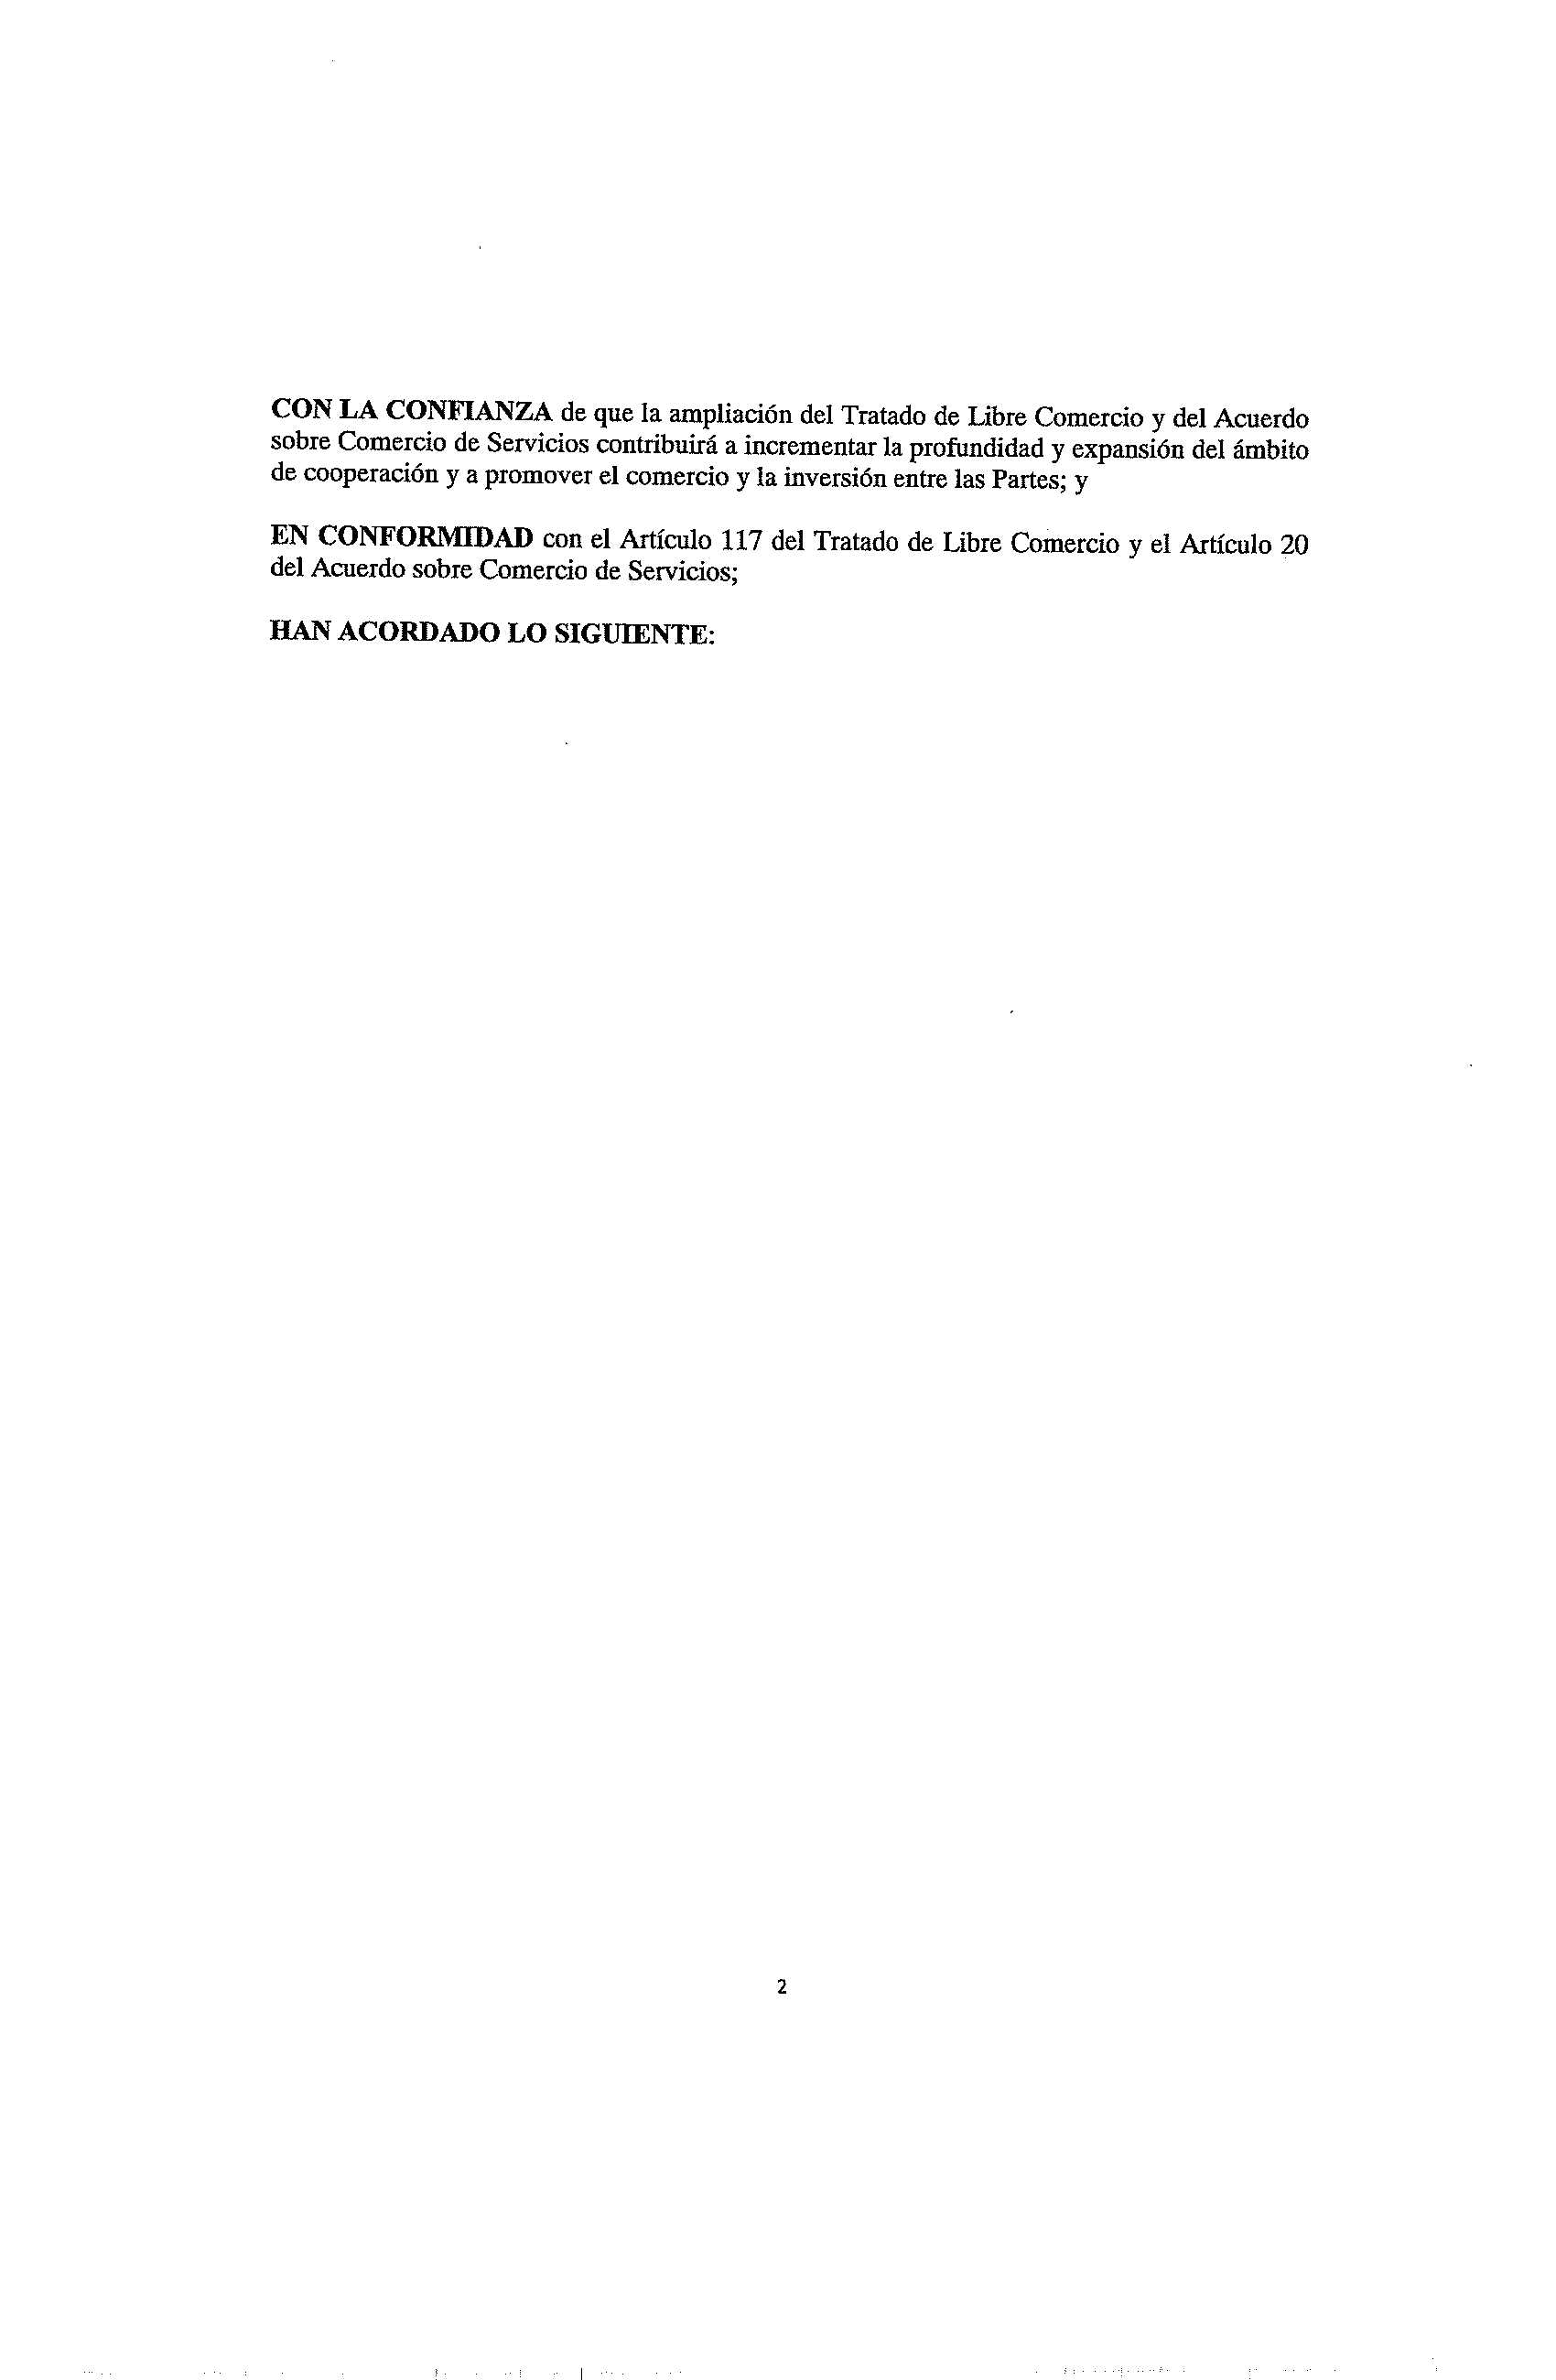 CON LA CONFIANZA de que la ampliación del Tratado de Libre Comercio y del Acuerdo
sobre Comercio de Servicios contribuirá a incrementar la profundidad y expansión del ámbito
de cooperación y a promover el comercio y la inversión entre las Partes; y
EN CONFORMIDAD con el Artículo 117 del Tratado de Libre Comercio y el Artículo 20
del Acuerdo sobre Comercio de Servicios;
HAN ACORDADO LO SIGUIENTE:
2